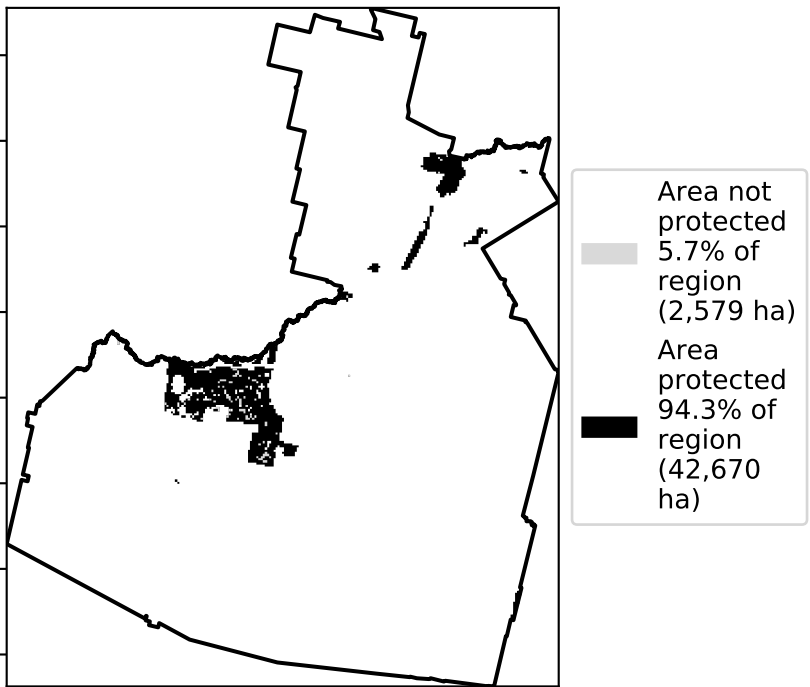 Area not
protected
5.7% of
region
(2,579 ha)
Area
protected
94.3% of
region
(42,670
ha)